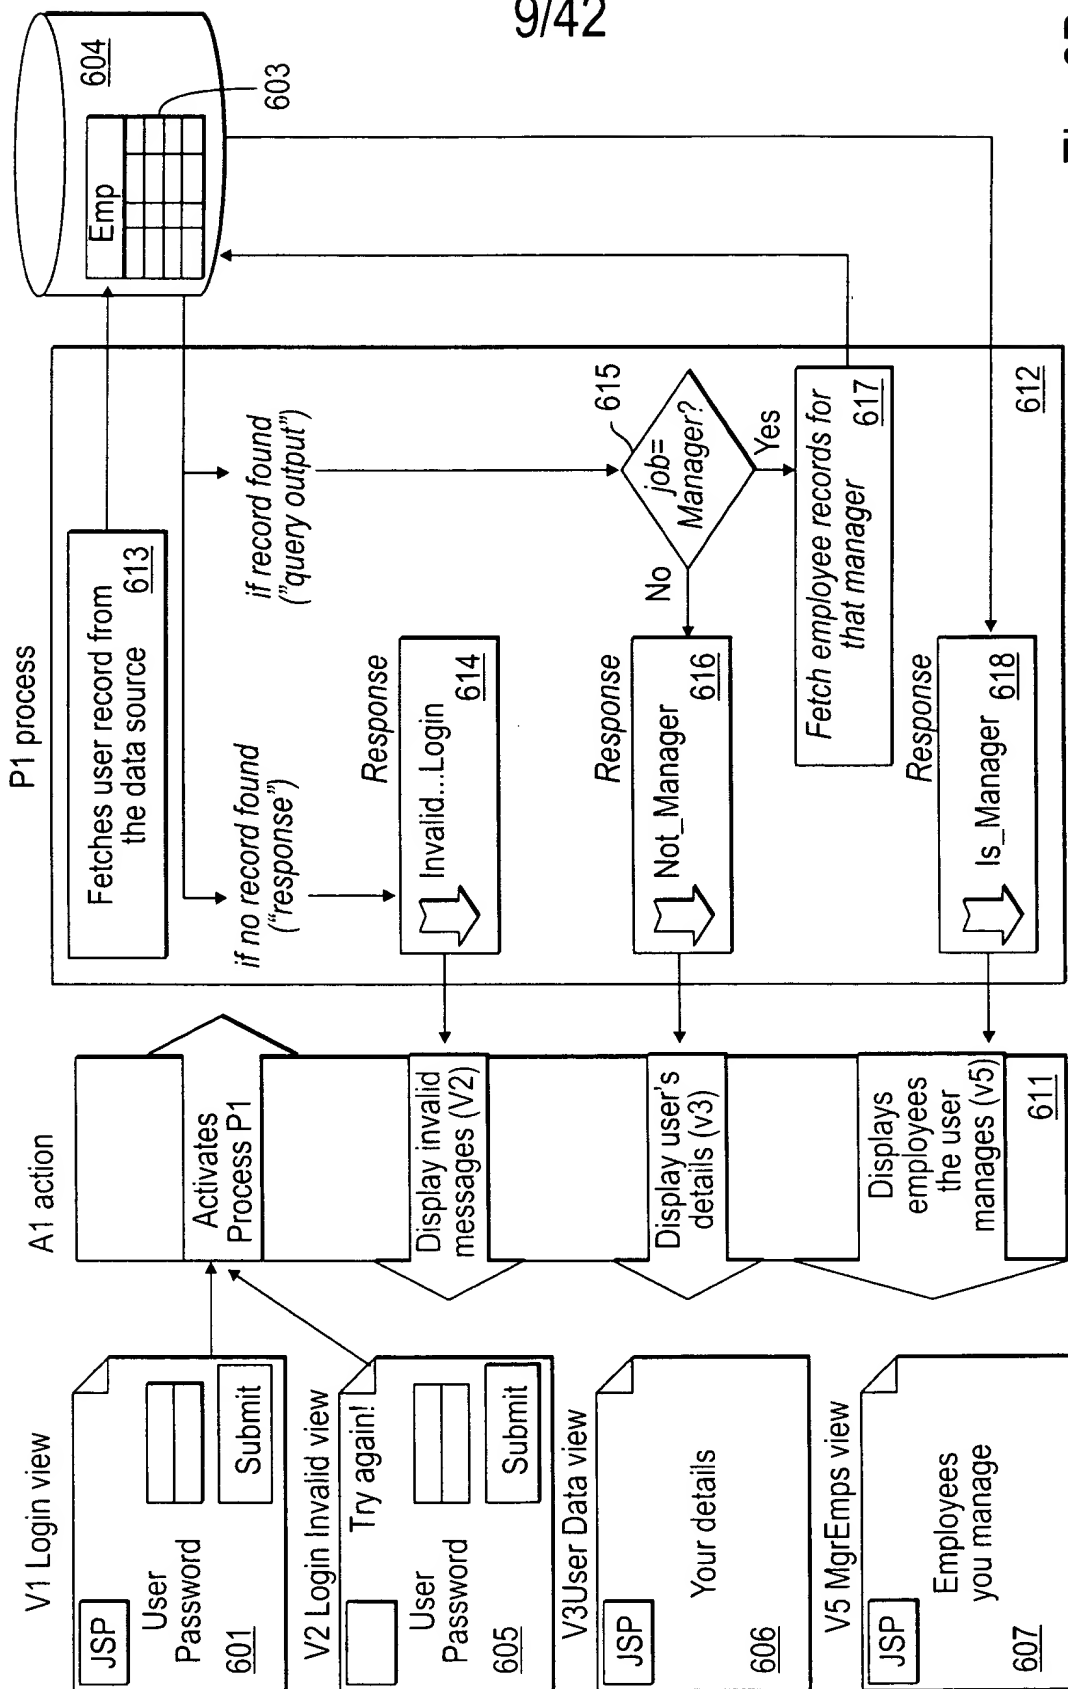 9/42
V1 Login view
JSP
User
Password
Submit
601
V2 Login Invalid view
Try again!
User
Password
Submit
605
V3User Data view
JSP
Your details
606
V5 MgrEmps view
JSP
Employees
you manage
607
A1 action
Activates
Process P1
Display invalid
messages (V2)
Display user's
details (v3)
Displays
employees
the user
manages (v5)
611
P1 process
Fetches user record from
the data source
613
if no record found
("response")
if record found
("query output")
Response
Invalid...Login
614
Response
Not_Manager
616
No
job=
Manager?
615
Yes
Fetch employee records for
that manager
617
Response
Is_Manager
618
612
Emp
604
603